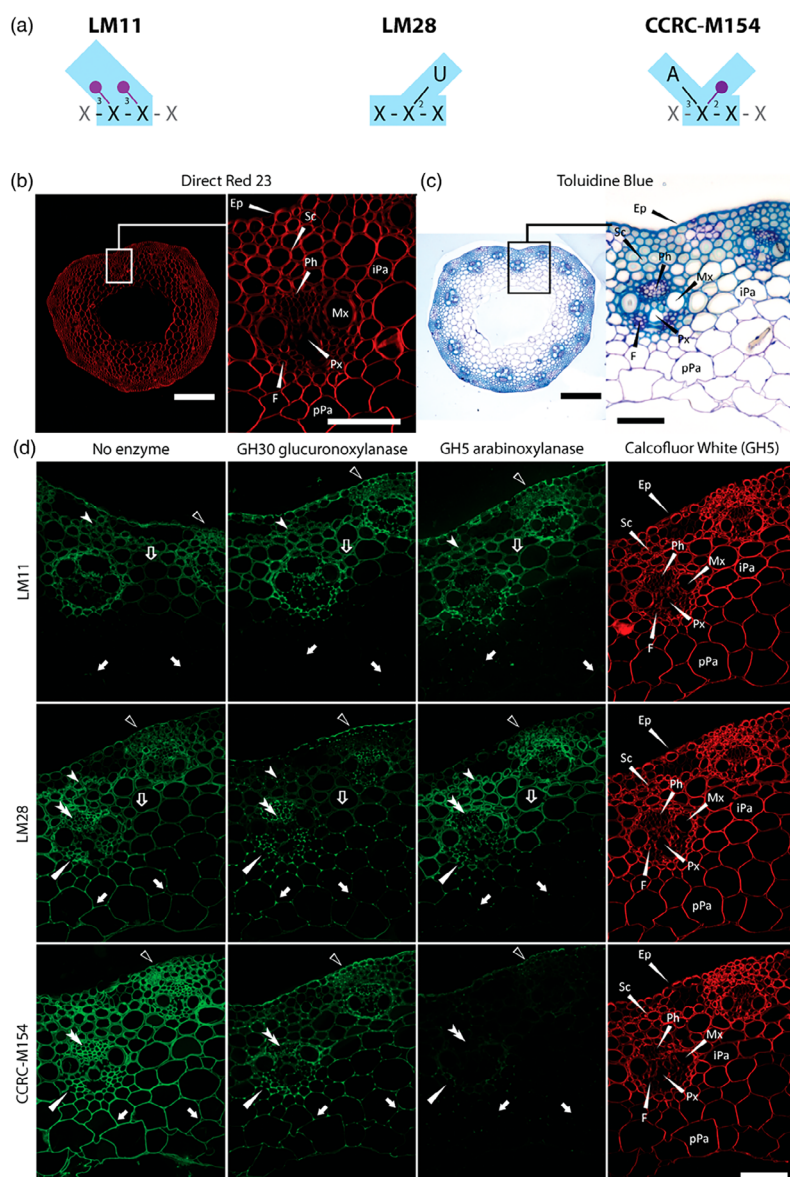 (a)
LM11
LM28
CCRC-M154
3 3
X - X - X - X
U
2
X - X - X
A
3 2
X - X - X - X
(b)
Direct Red 23
Ep
Sc
Ph
iPa
Mx
Px
F
pPa
(c)
Toluidine Blue
Ep
Sc
Ph
Mx
iPa
Px
F
pPa
(d)
No enzyme
GH30 glucuronoxylanase
GH5 arabinoxylanase
Calcofluor White (GH5)
LM11
Ep
Sc
Ph
Mx
iPa
Px
F
pPa
LM28
Ep
Sc
Ph
Mx
iPa
Px
F
pPa
CCRC-M154
Ep
Sc
Ph
Mx
iPa
Px
F
pPa